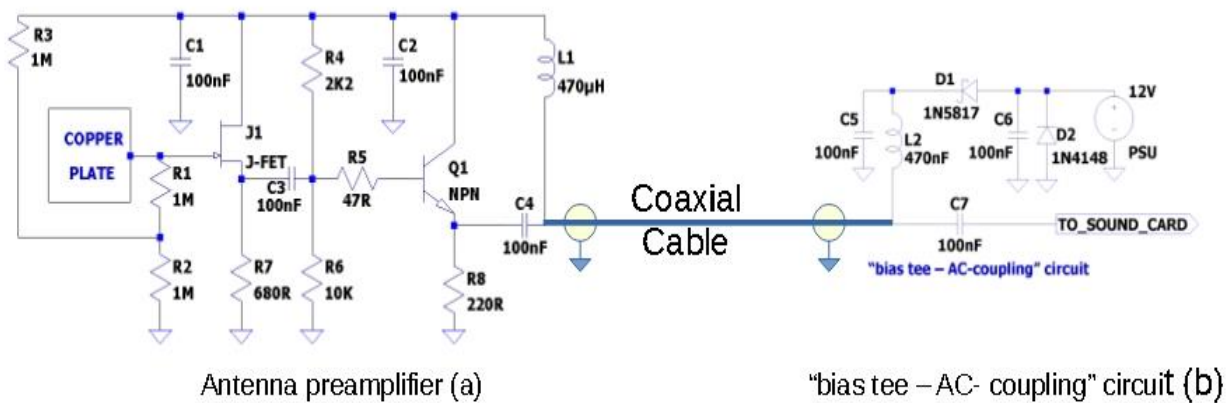 R3
1M
C1
100nF
R4
2K2
C2
100nF
L1
470µH
D1
1N5817
12V
PSU
C5
100nF
L2
470nF
C6
100nF
D2
1N4148
COPPER
PLATE
J1
J-FET
R1
1M
C3
100nF
R5
47R
Q1
NPN
C4
100nF
Coaxial
Cable
C7
100nF
TO_SOUND_CARD
"bias tee – AC-coupling" circuit
R2
1M
R7
680R
R6
10K
R8
220R
Antenna preamplifier (a)
“bias tee – AC- coupling” circuit (b)